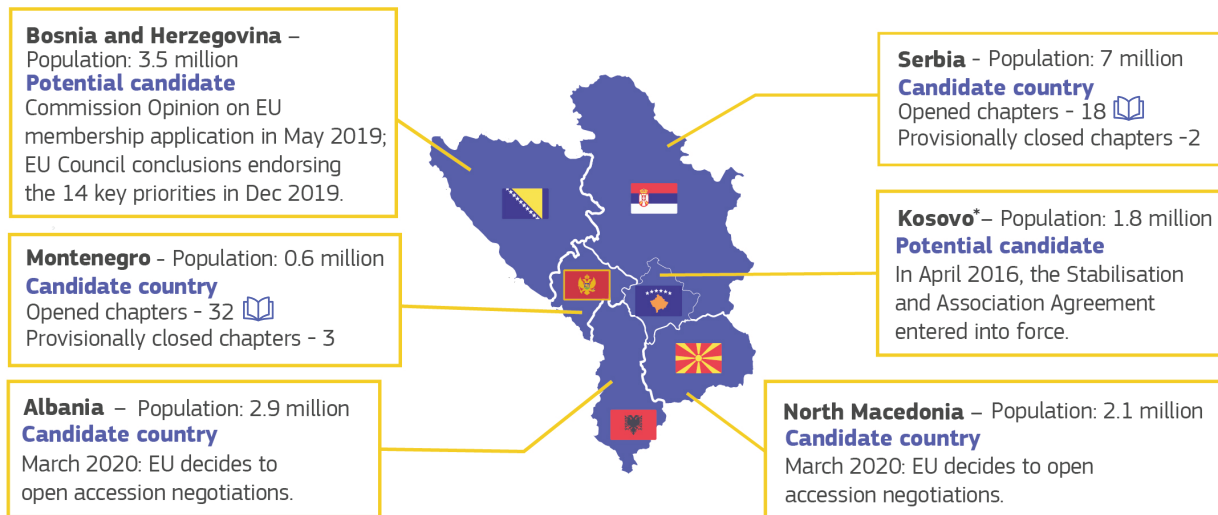 Bosnia and Herzegovina –
Population: 3.5 million
Potential candidate
Commission Opinion on EU
membership application in May 2019;
EU Council conclusions endorsing
the 14 key priorities in Dec 2019.
Montenegro - Population: 0.6 million
Candidate country
Opened chapters - 32
Provisionally closed chapters - 3
Albania – Population: 2.9 million
Candidate country
March 2020: EU decides to
open accession negotiations.
Serbia - Population: 7 million
Candidate country
Opened chapters - 18
Provisionally closed chapters -2
Kosovo*– Population: 1.8 million
Potential candidate
In April 2016, the Stabilisation
and Association Agreement
entered into force.
North Macedonia – Population: 2.1 million
Candidate country
March 2020: EU decides to open
accession negotiations.